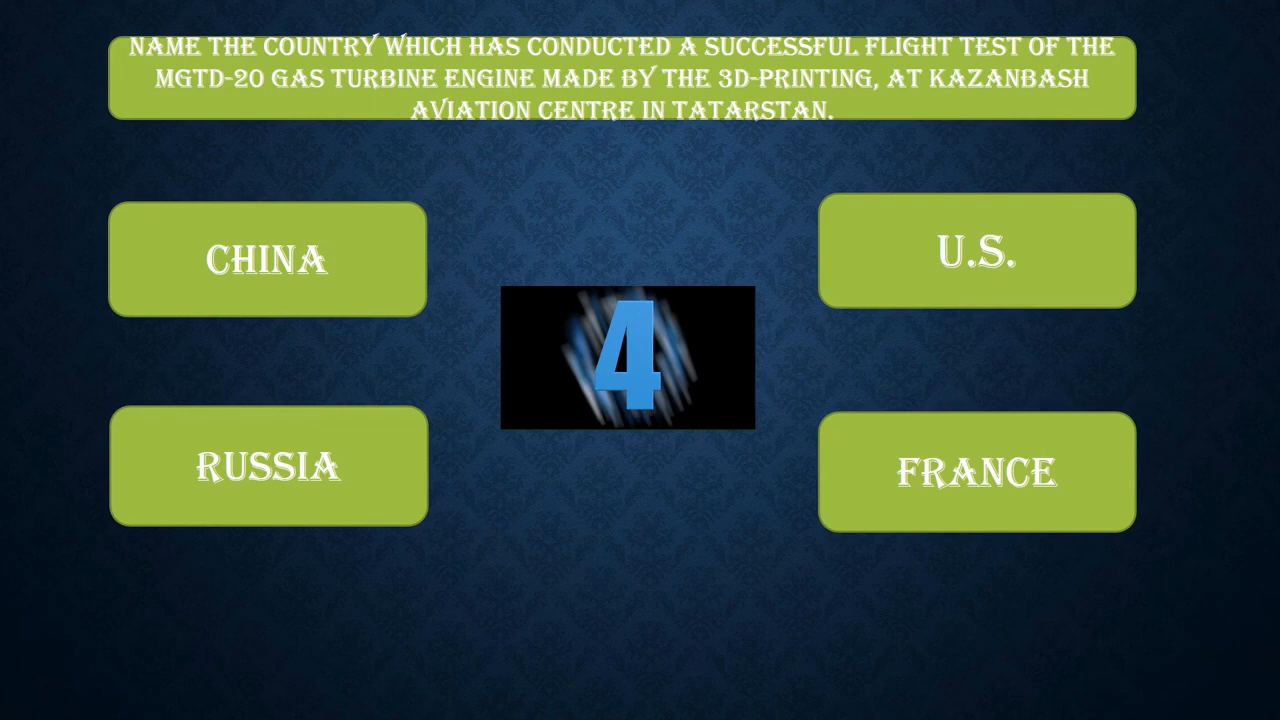 NAME THE COUNTRY WHICH HAS CONDUCTED A SUCCESSFUL FLIGHT TEST OF THE
MGTD-20 GAS TURBINE ENGINE MADE BY THE 3D-PRINTING, AT KAZANBASH
AVIATION CENTRE IN TATARSTAN.
CHINA
U.S.
4
RUSSIA
FRANCE